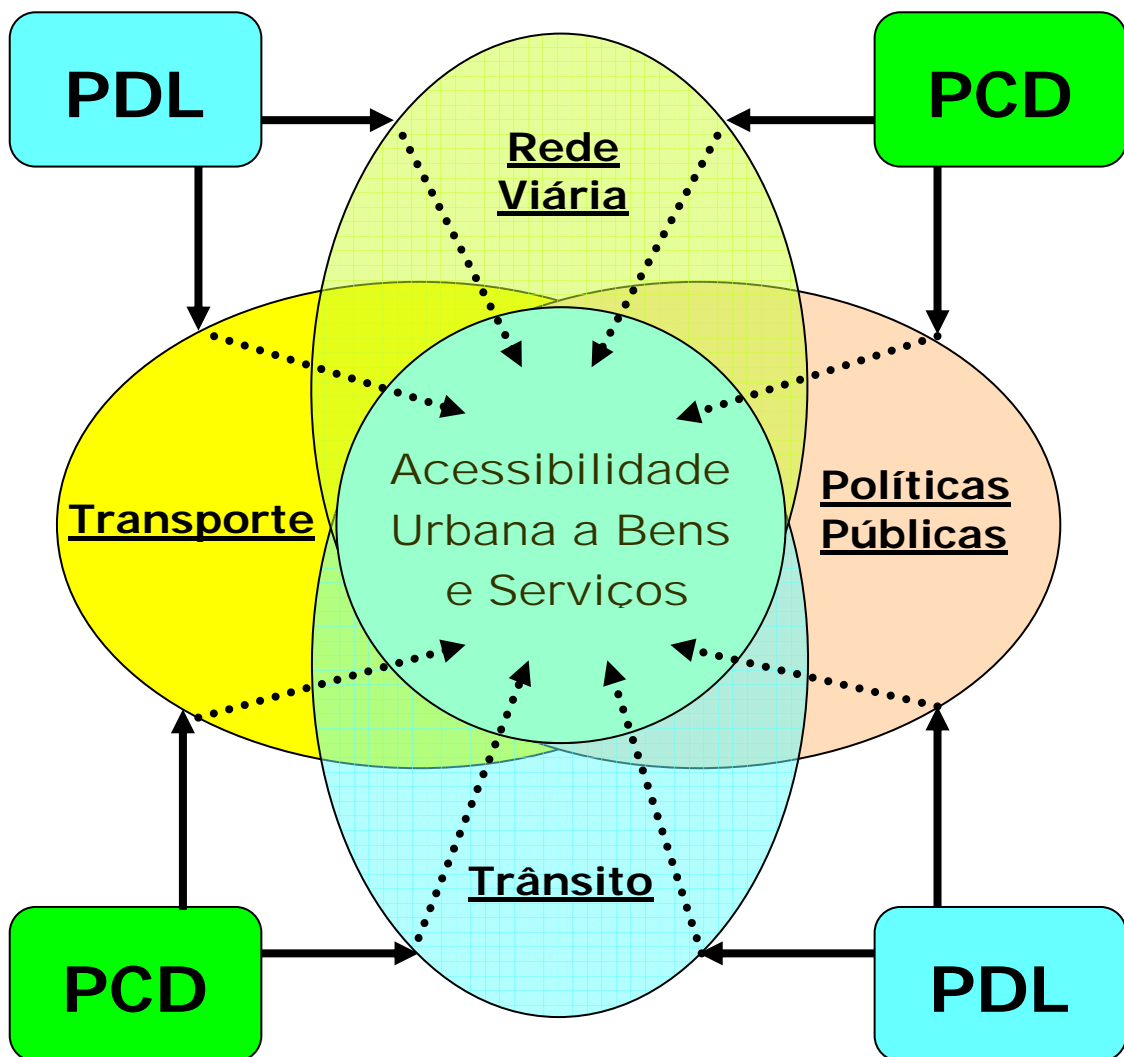 PDL
PCD
Rede
Viária
Acessibilidade
Urbana a Bens
e Serviços
Transporte
Políticas
Públicas
Trânsito
PCD
PDL